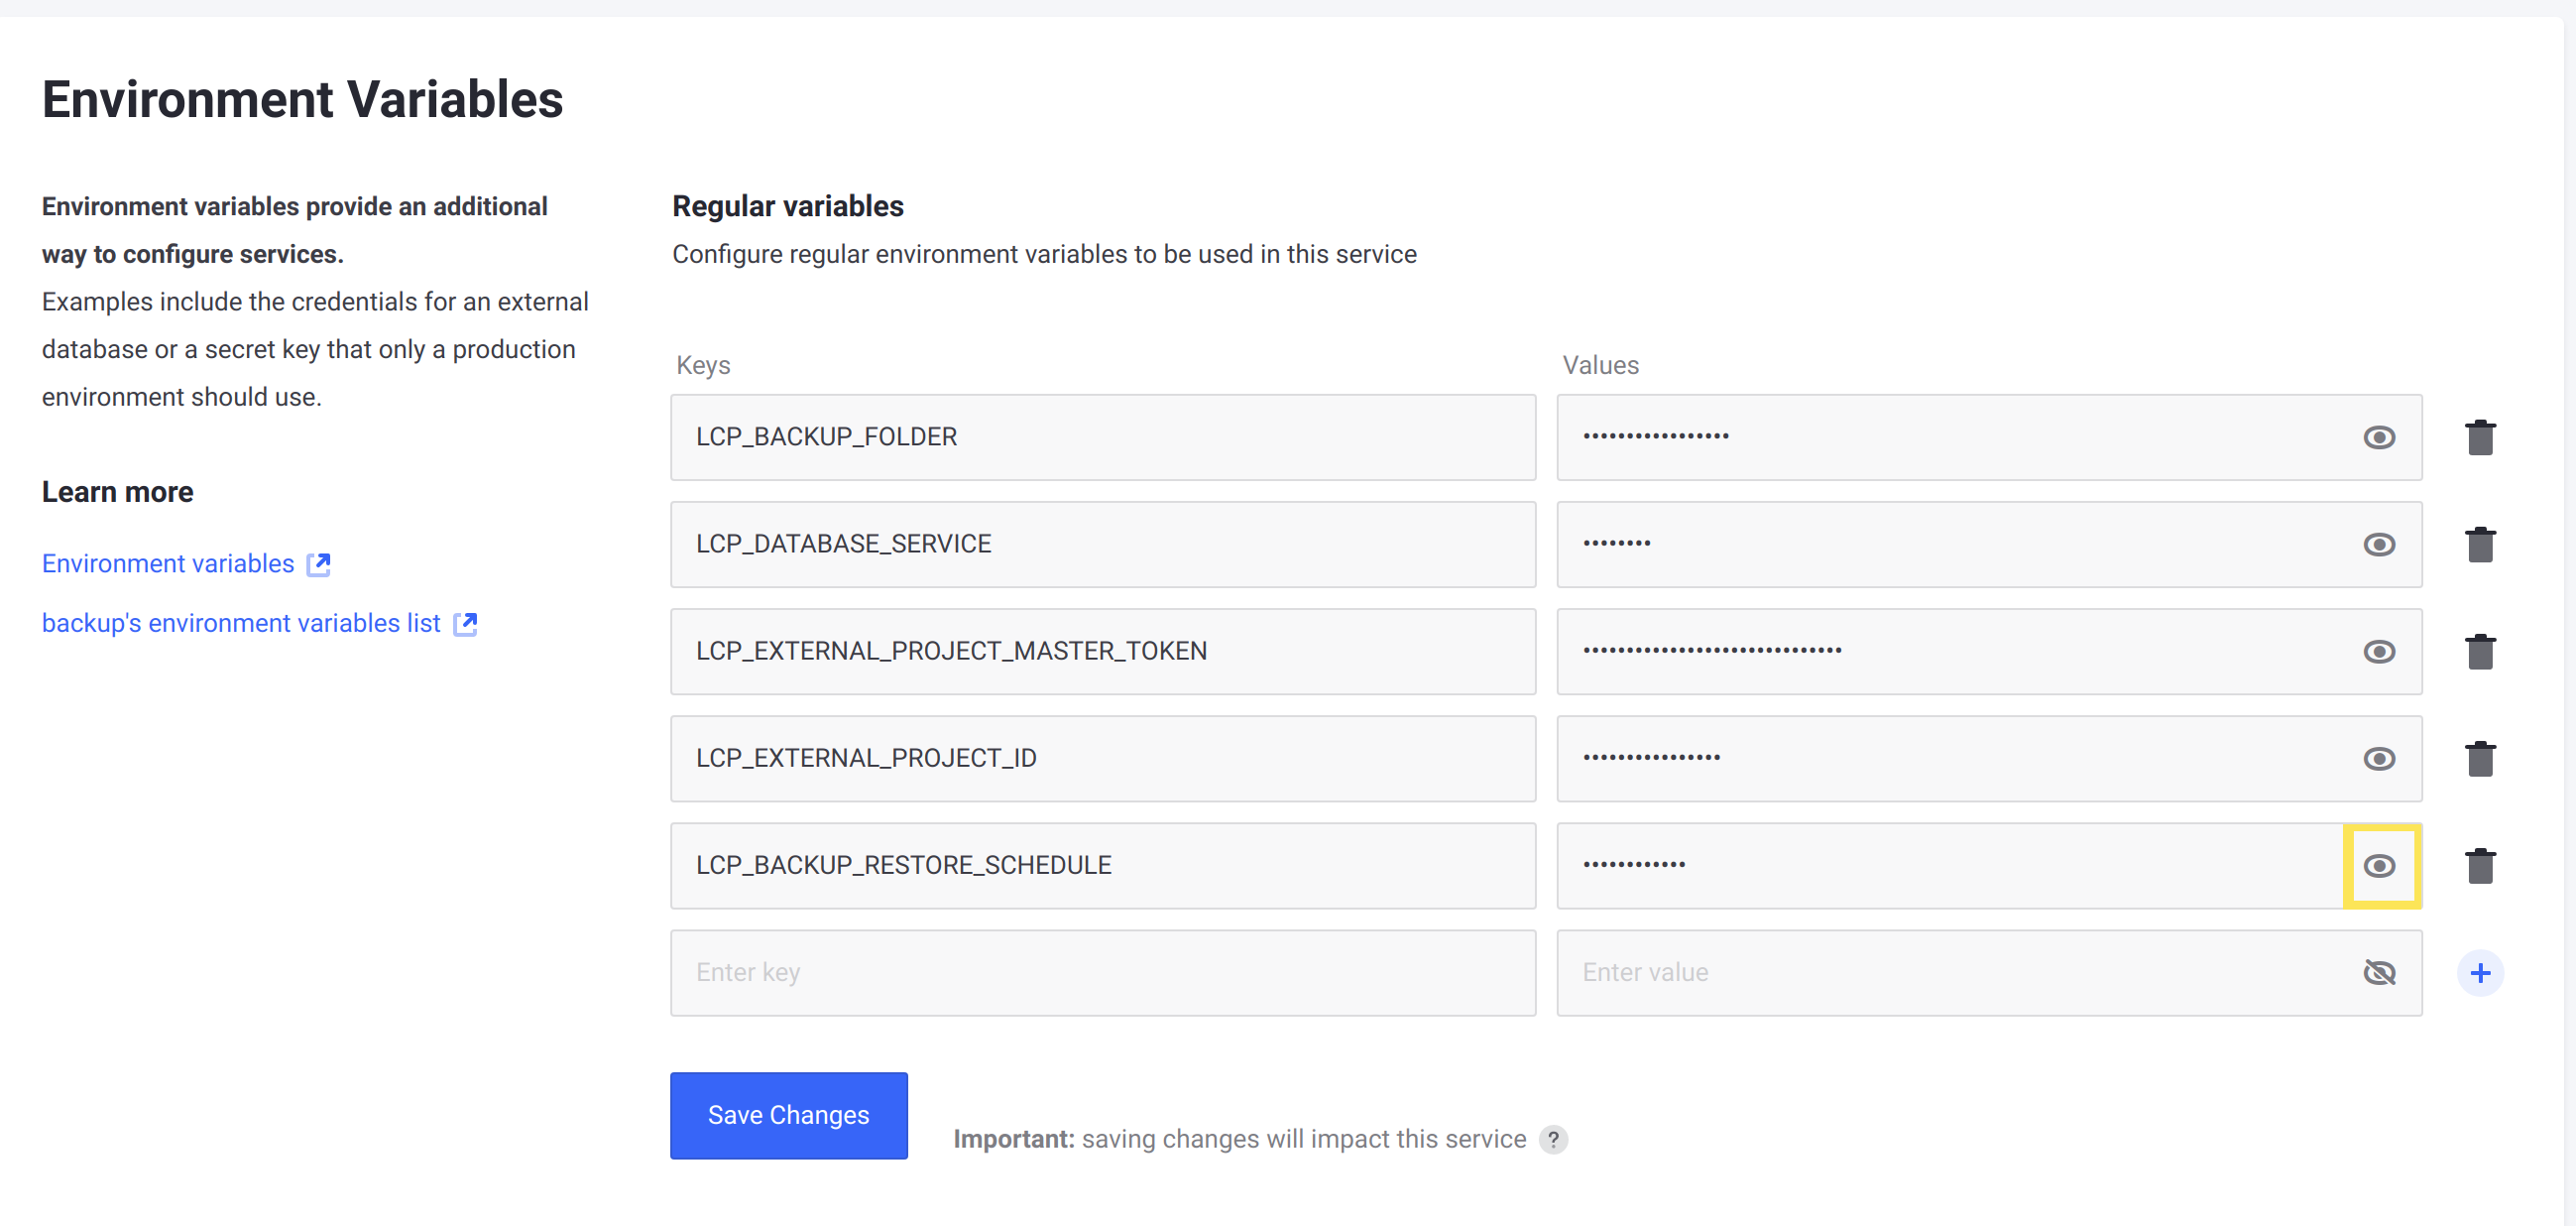 Environment Variables
Environment variables provide an additional
way to configure services.
Examples include the credentials for an external
database or a secret key that only a production
environment should use.
Learn more
Environment variables
backup's environment variables list
Regular variables
Configure regular environment variables to be used in this service
Keys Values
LCP_BACKUP_FOLDER •••••••••••••••••
LCP_DATABASE_SERVICE ••••••••
LCP_EXTERNAL_PROJECT_MASTER_TOKEN ••••••••••••••••••••••••••••••
LCP_EXTERNAL_PROJECT_ID ••••••••••••••••
LCP_BACKUP_RESTORE_SCHEDULE ••••••••••••
Enter key Enter value
Save Changes
Important: saving changes will impact this service ?